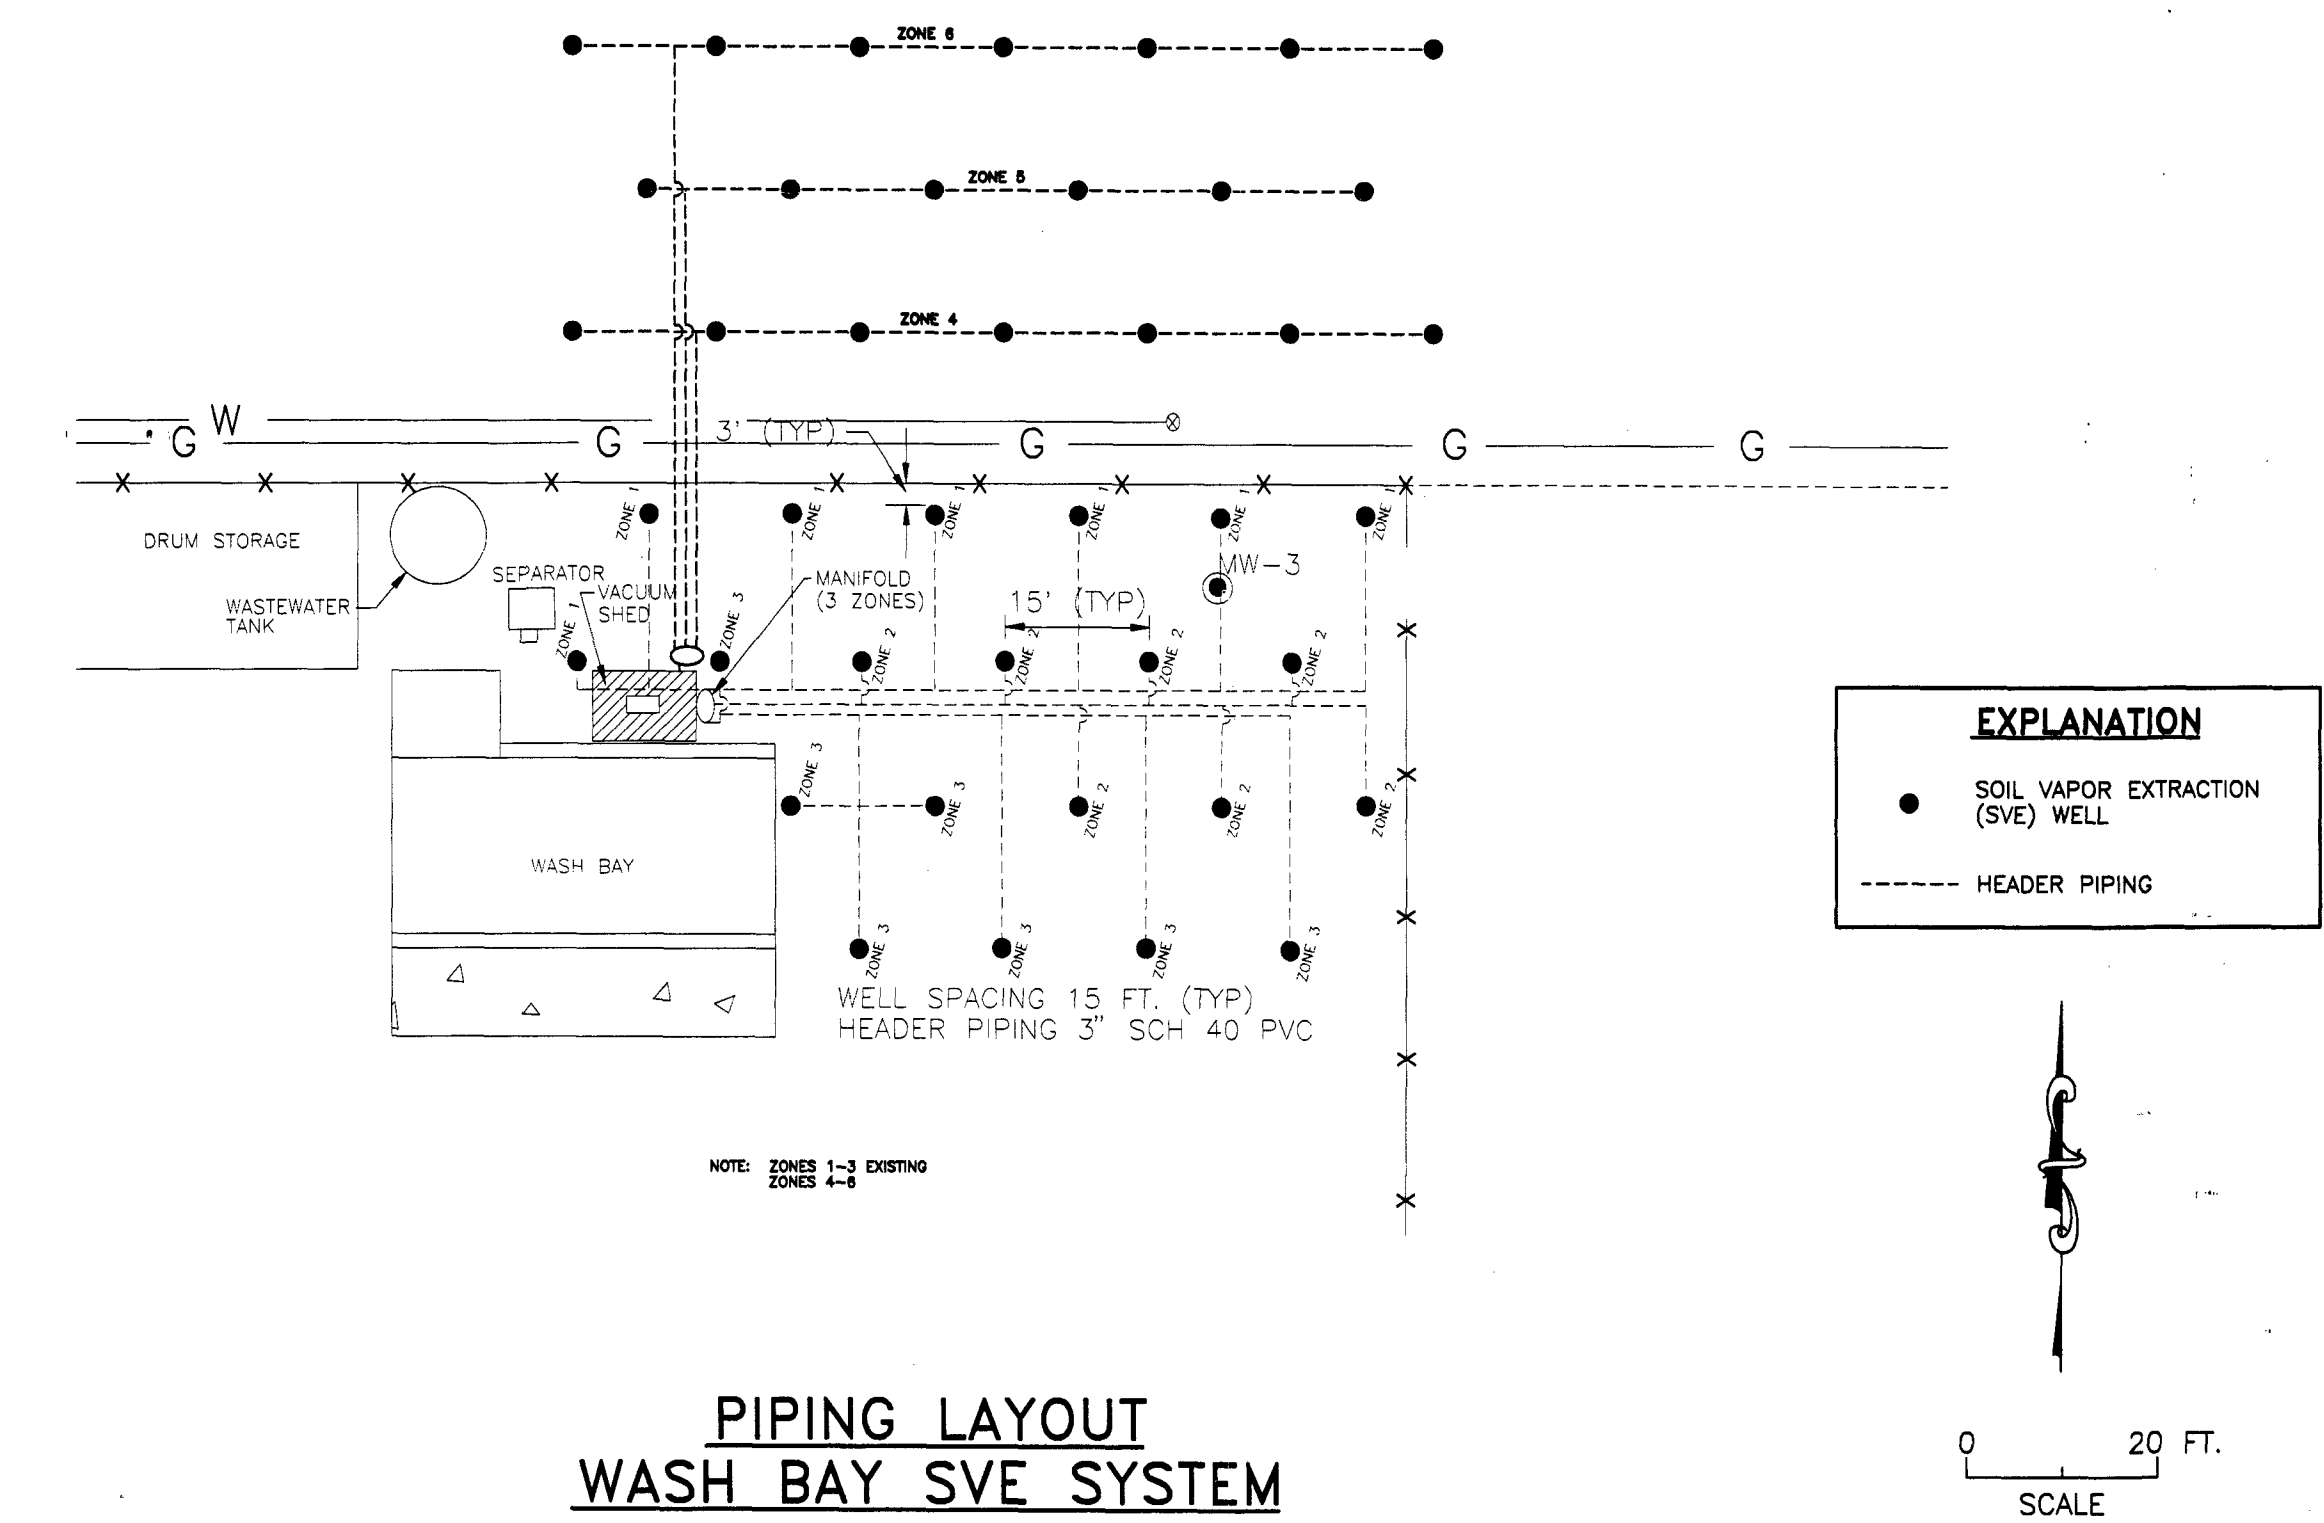 ZONE 6
ZONE 5
ZONE 4
W
G G G G G
3' (TYP)
ZONE 1 ZONE 1 ZONE 1 ZONE 1 ZONE 1 ZONE 1
DRUM STORAGE
MW-3
SEPARATOR
VACUUM
SHED
MANIFOLD
(3 ZONES)
WASTEWATER
TANK
15' (TYP)
ZONE 1 ZONE 3 ZONE 2 ZONE 2 ZONE 2 ZONE 2
EXPLANATION
SOIL VAPOR EXTRACTION
(SVE) WELL
HEADER PIPING
ZONE 3 ZONE 3 ZONE 2 ZONE 2 ZONE 2
WASH BAY
ZONE 3 ZONE 3 ZONE 3 ZONE 3
WELL SPACING 15 FT. (TYP)
HEADER PIPING 3" SCH 40 PVC
NOTE: ZONES 1-3 EXISTING
ZONES 4-6
PIPING LAYOUT
WASH BAY SVE SYSTEM
0 20 FT.
SCALE